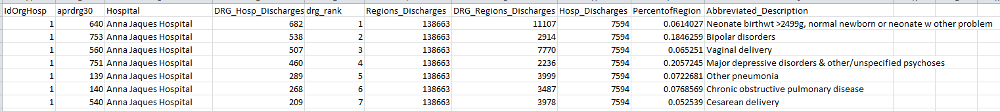 IdOrgHosp aprdrg30 Hospital DRG_Hosp_Discharges drg_rank Regions_Discharges DRG_Regions_Discharges Hosp_Discharges PercentofRegion Abbreviated_Description
1 640 Anna Jaques Hospital 682 1 138663 11107 7594 0.0614027 Neonate birthwt >2499g, normal newborn or neonate w other problem
1 753 Anna Jaques Hospital 538 2 138663 2914 7594 0.1846259 Bipolar disorders
1 560 Anna Jaques Hospital 507 3 138663 7770 7594 0.065251 Vaginal delivery
1 751 Anna Jaques Hospital 460 4 138663 2236 7594 0.2057245 Major depressive disorders & other/unspecified psychoses
1 139 Anna Jaques Hospital 289 5 138663 3999 7594 0.0722681 Other pneumonia
1 140 Anna Jaques Hospital 268 6 138663 3487 7594 0.0768569 Chronic obstructive pulmonary disease
1 540 Anna Jaques Hospital 209 7 138663 3978 7594 0.052539 Cesarean delivery